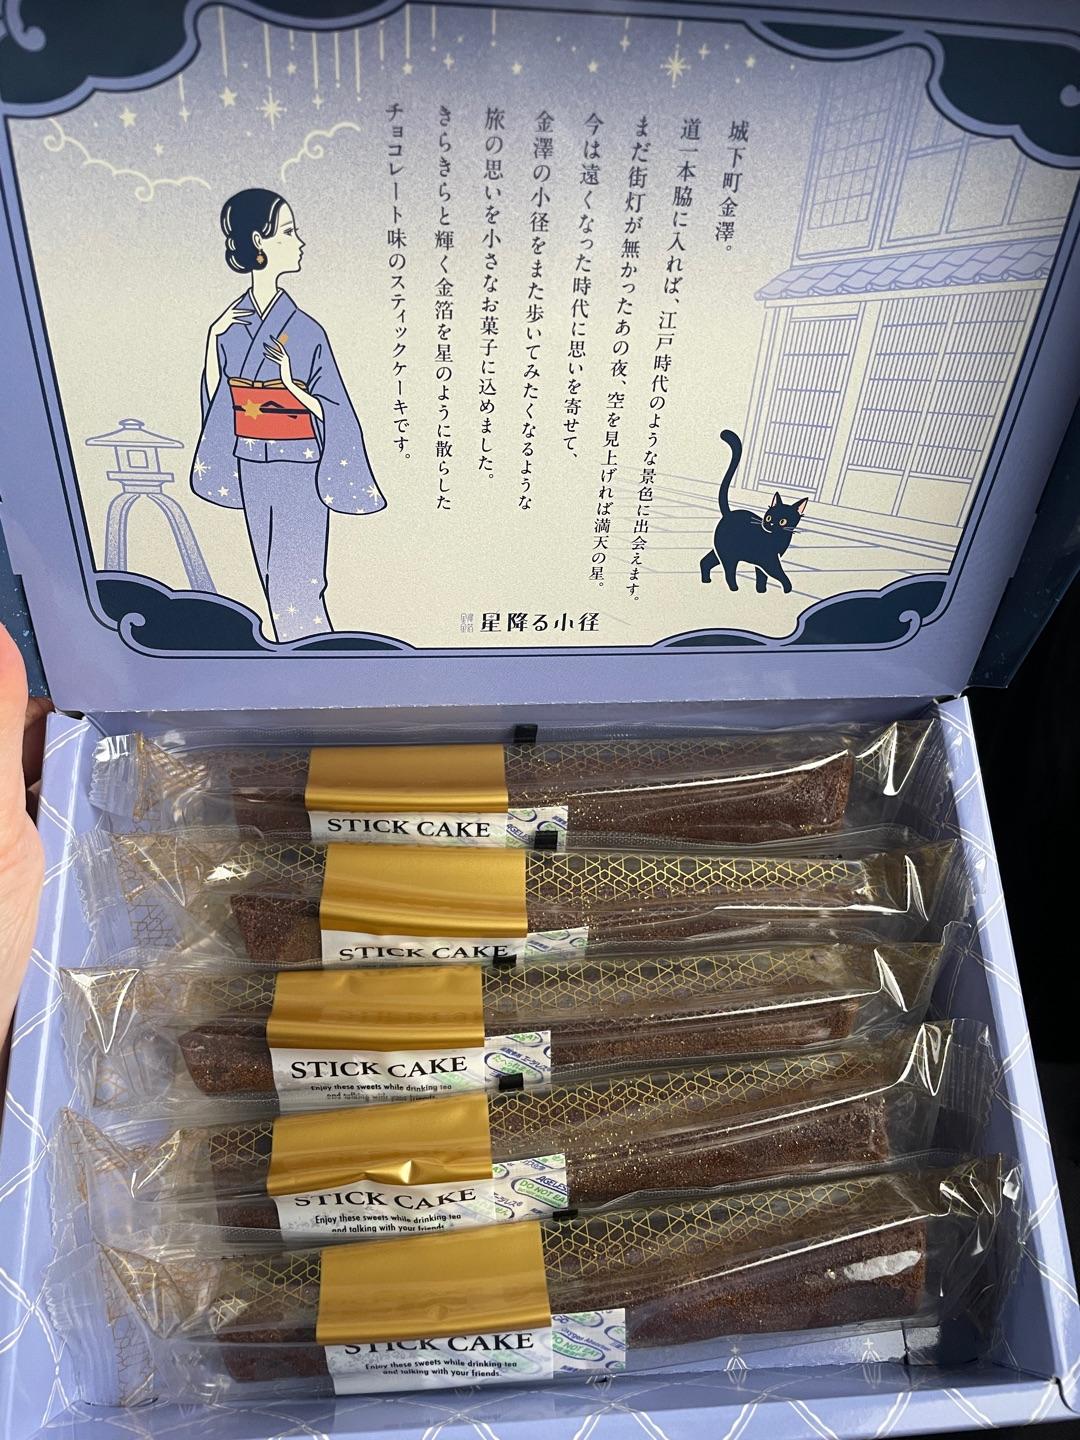 城下町金澤。
道一本脇に入れば、江戸時代のような景色に出会えます。
まだ街灯が無かったあの夜、空を見上げれば満天の星。
今は遠くなった時代に思いを寄せて、
金澤の小径をまた歩いてみたくなるような
旅の思いを小さなお菓子に込めました。
きらきらと輝く金箔を星のように散らした
チョコレート味のスティックケーキです。
星降る小径
STICK CAKE
AGELESS
STICK CAKE
STICK CAKE
Enjoy these sweets while drinking tea
and talking with your friends.
STICK CAKE
Enjoy these sweets while drinking tea
and talking with your friends.
AGELESS
DO NOT EAT
STICK CAKE
Enjoy these sweets while drinking tea
and talking with your friends.
DO NOT EAT